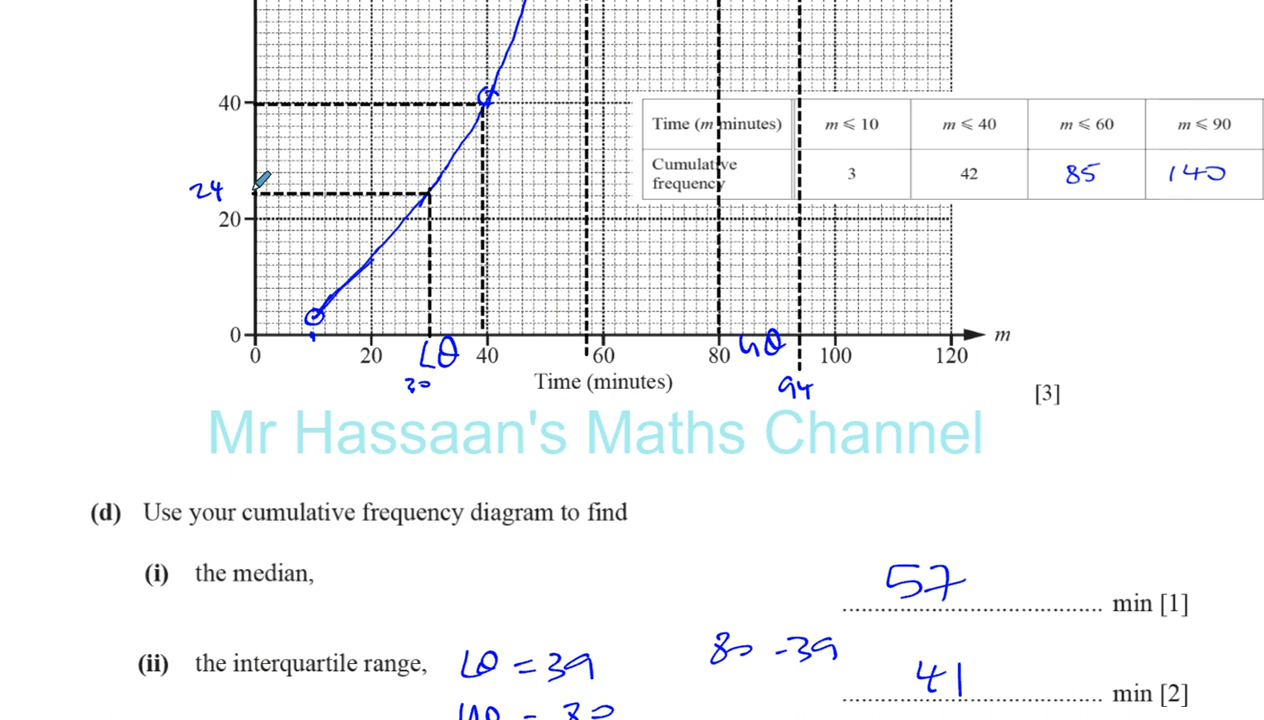 40
Time (m minutes) m ⩽ 10 m ⩽ 40 m ⩽ 60 m ⩽ 90
Cumulative frequency 3 42 85 140
24
20
0
0 20 40 60 80 100 120 m
LQ UQ
30 94
Time (minutes)
[3]
Mr Hassaan's Maths Channel
(d) Use your cumulative frequency diagram to find
(i) the median,
57
min [1]
80 - 39
(ii) the interquartile range, LQ = 39
41
min [2]
UQ = 80